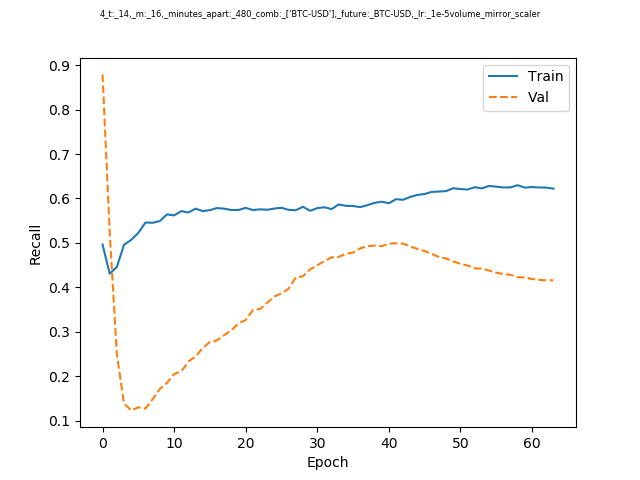 4_t:_14,_m:_16,_minutes_apart:_480_comb:_['BTC-USD'],_future:_BTC-USD,_lr:_1e-5volume_mirror_scaler
0.9
0.8
0.7
0.6
0.5
0.4
0.3
0.2
0.1
Recall
Train
Val
0 10 20 30 40 50 60
Epoch